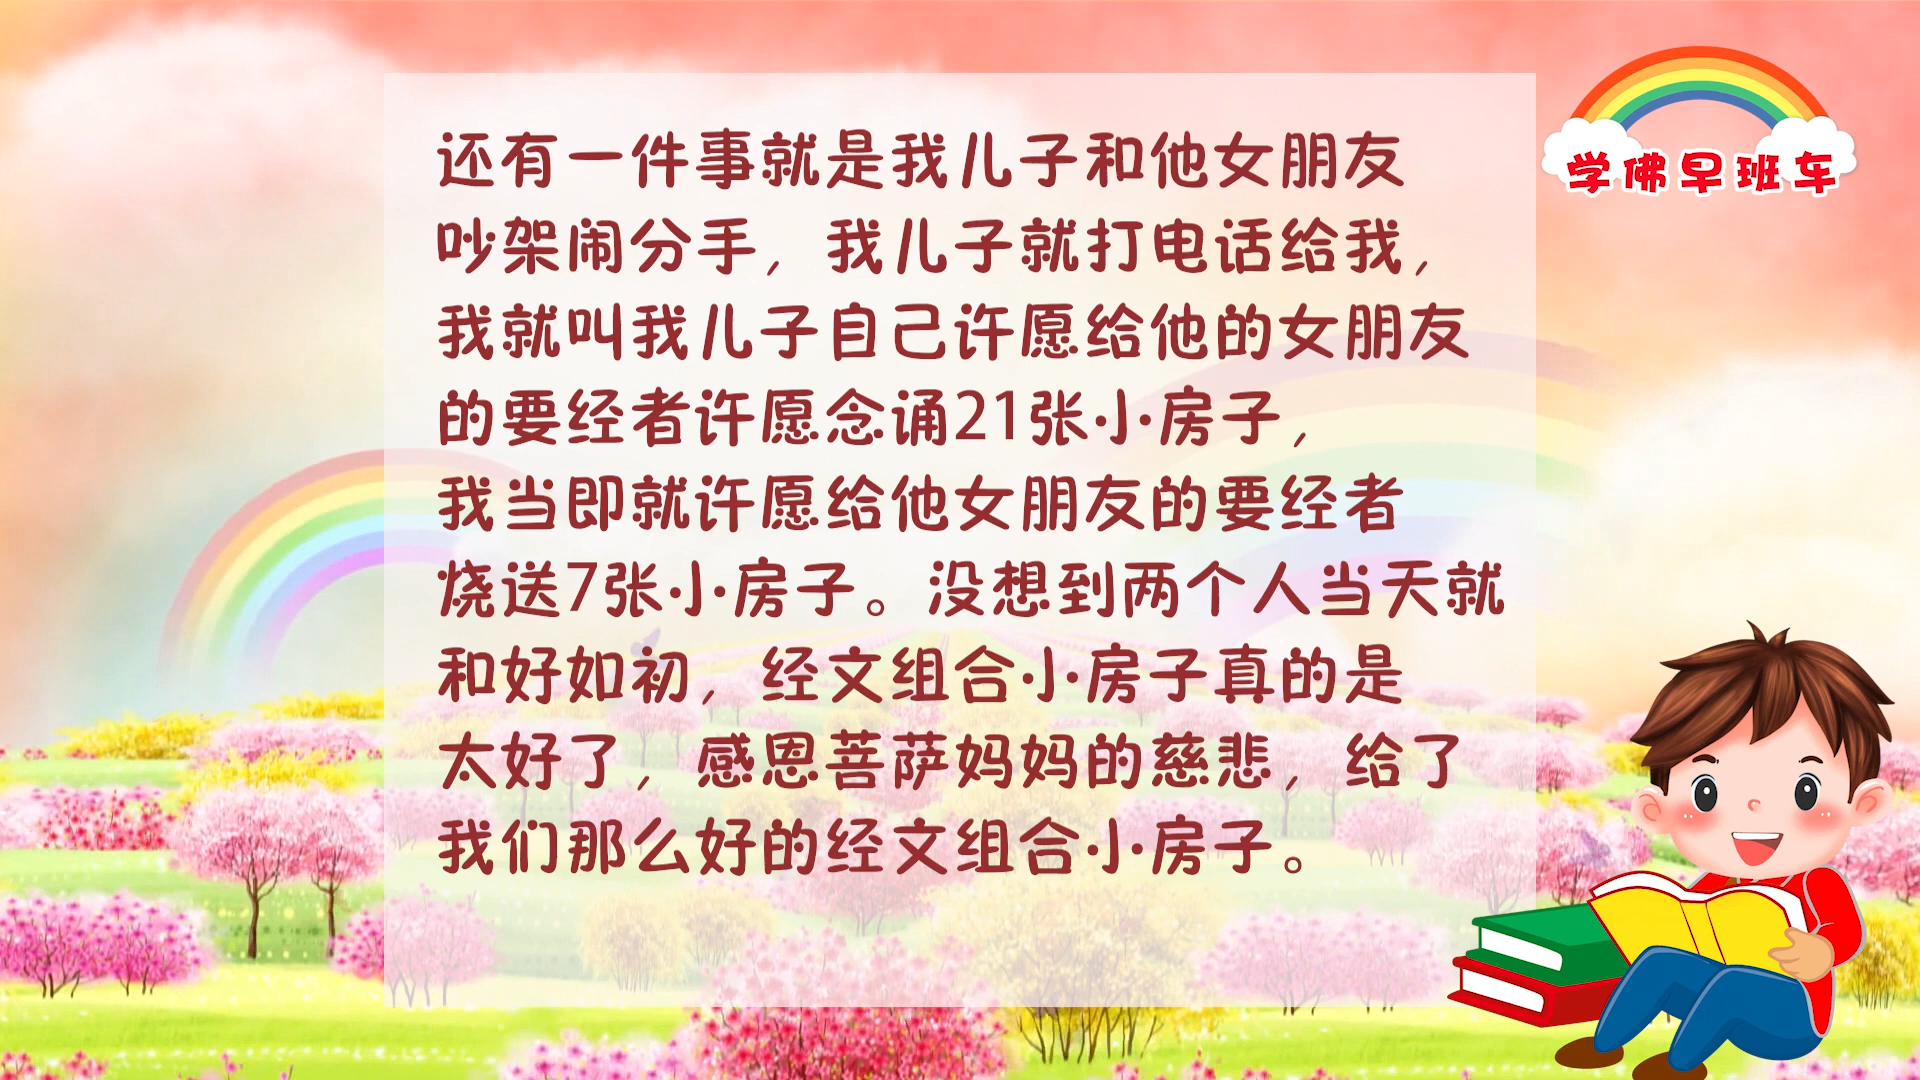 学佛早班车
还有一件事就是我儿子和他女朋友
吵架闹分手，我儿子就打电话给我，
我就叫我儿子自己许愿给他的女朋友
的要经者许愿念诵21张小房子，
我当即就许愿给他女朋友的要经者
烧送7张小房子。没想到两个人当天就
和好如初，经文组合小房子真的是
太好了，感恩菩萨妈妈的慈悲，给了
我们那么好的经文组合小房子。